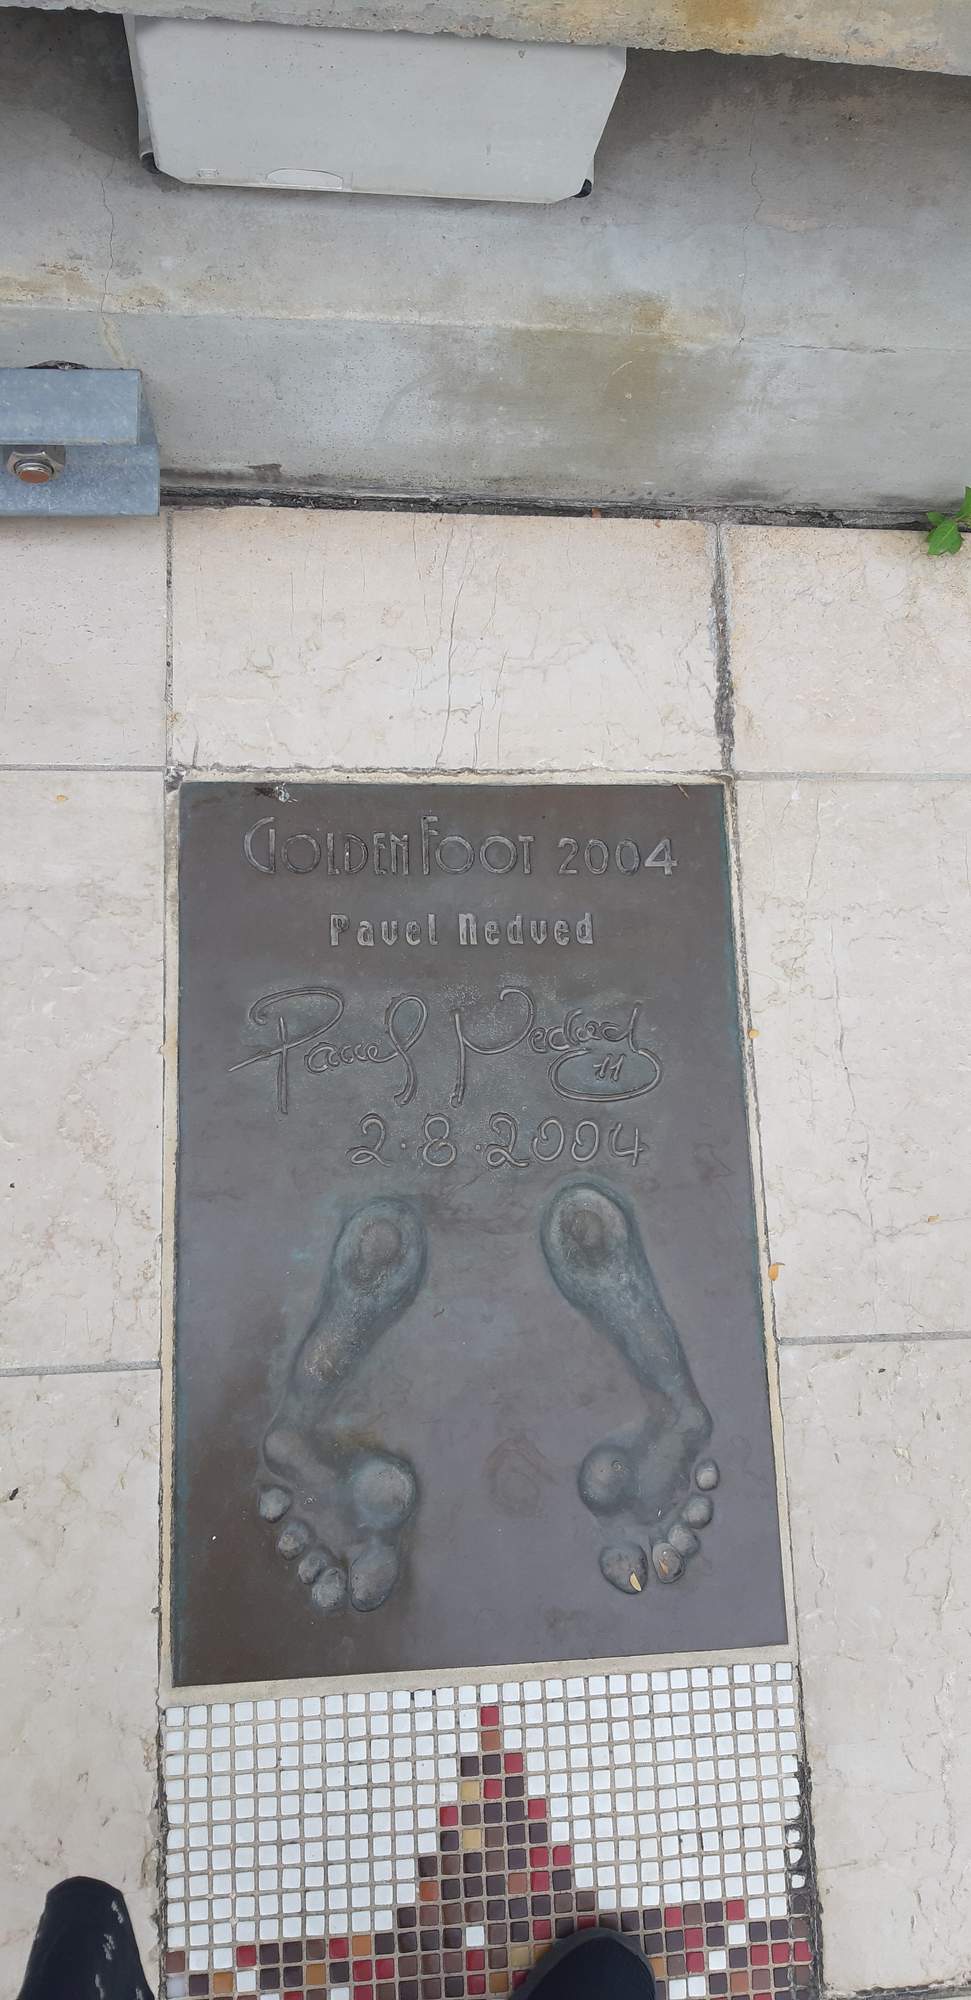 GOLDEN FOOT 2004
Pavel Nedved
Pavel Nedved
11
2.8.2004